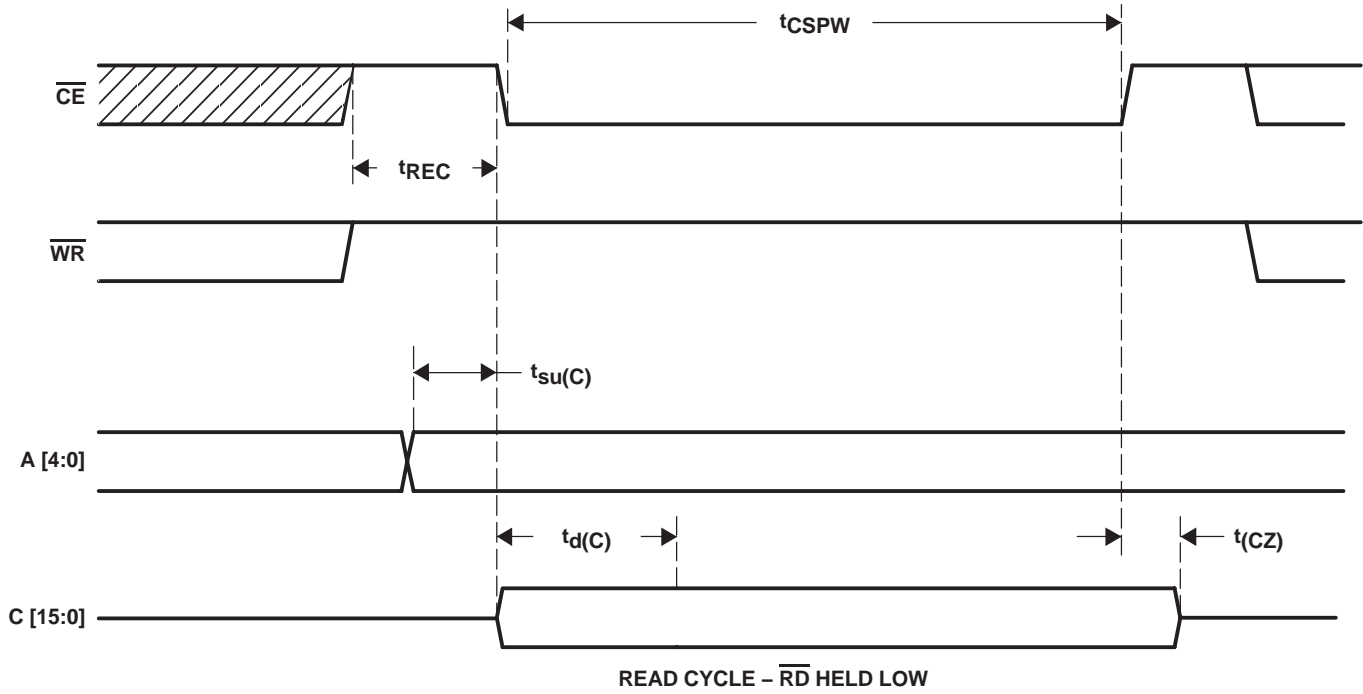 tCSPW
CE
tREC
WR
tsu(C)
A [4:0]
td(C)
t(CZ)
C [15:0]
READ CYCLE – RD HELD LOW